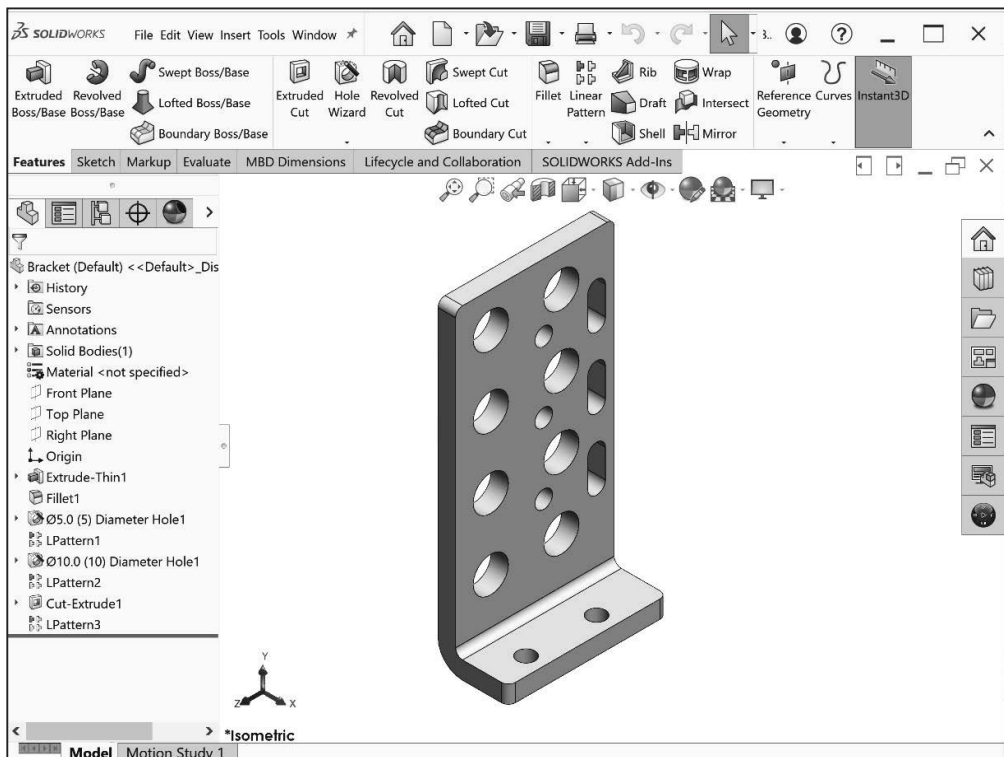 3S SOLIDWORKS File Edit View Insert Tools Window 3..
Extruded Boss/Base
Revolved Boss/Base
Swept Boss/Base
Lofted Boss/Base
Boundary Boss/Base
Extruded Cut
Hole Wizard
Revolved Cut
Swept Cut
Lofted Cut
Boundary Cut
Fillet
Linear Pattern
Rib
Draft
Shell
Wrap
Intersect
Mirror
Reference Geometry
Curves
Instant3D
Features Sketch Markup Evaluate MBD Dimensions Lifecycle and Collaboration SOLIDWORKS Add-Ins
Bracket (Default) <<Default>_Dis
History
Sensors
Annotations
Solid Bodies(1)
Material <not specified>
Front Plane
Top Plane
Right Plane
Origin
Extrude-Thin1
Fillet1
Ø5.0 (5) Diameter Hole1
LPattern1
Ø10.0 (10) Diameter Hole1
LPattern2
Cut-Extrude1
LPattern3
Y
Z X
*Isometric
Model Motion Study 1